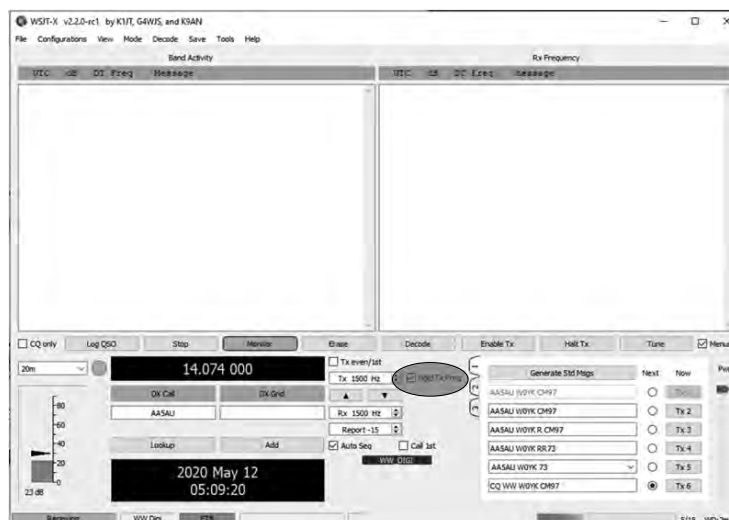 WSJT-X v2.2.0-rc1 by K1JT, G4WJS, and K9AN
File Configurations View Mode Decode Save Tools Help
Band Activity
UTC dB DT Freq Message
Rx Frequency
UTC dB DT Freq Message
CQ only Log QSO Stop Monitor Erase Decode Enable Tx Halt Tx Tune Menus
20m
14.074 000
Tx even/1st
Tx 1500 Hz
Hold Tx Freq
DX Call
DX Grid
AA5AU
Rx 1500 Hz
Report -15
Lookup
Add
Auto Seq
Call 1st
WW DIGI
2020 May 12
05:09:20
80
60
40
20
0
23 dB
1
2
3
Generate Std Msgs
Next
Now
Pwr
AA5AU W0YK CM97
AA5AU W0YK CM97
Tx 2
AA5AU W0YK R CM97
Tx 3
AA5AU W0YK RR73
Tx 4
AA5AU W0YK 73
Tx 5
CQ WW W0YK CM97
Tx 6
Receiving
WW Digi
FT8